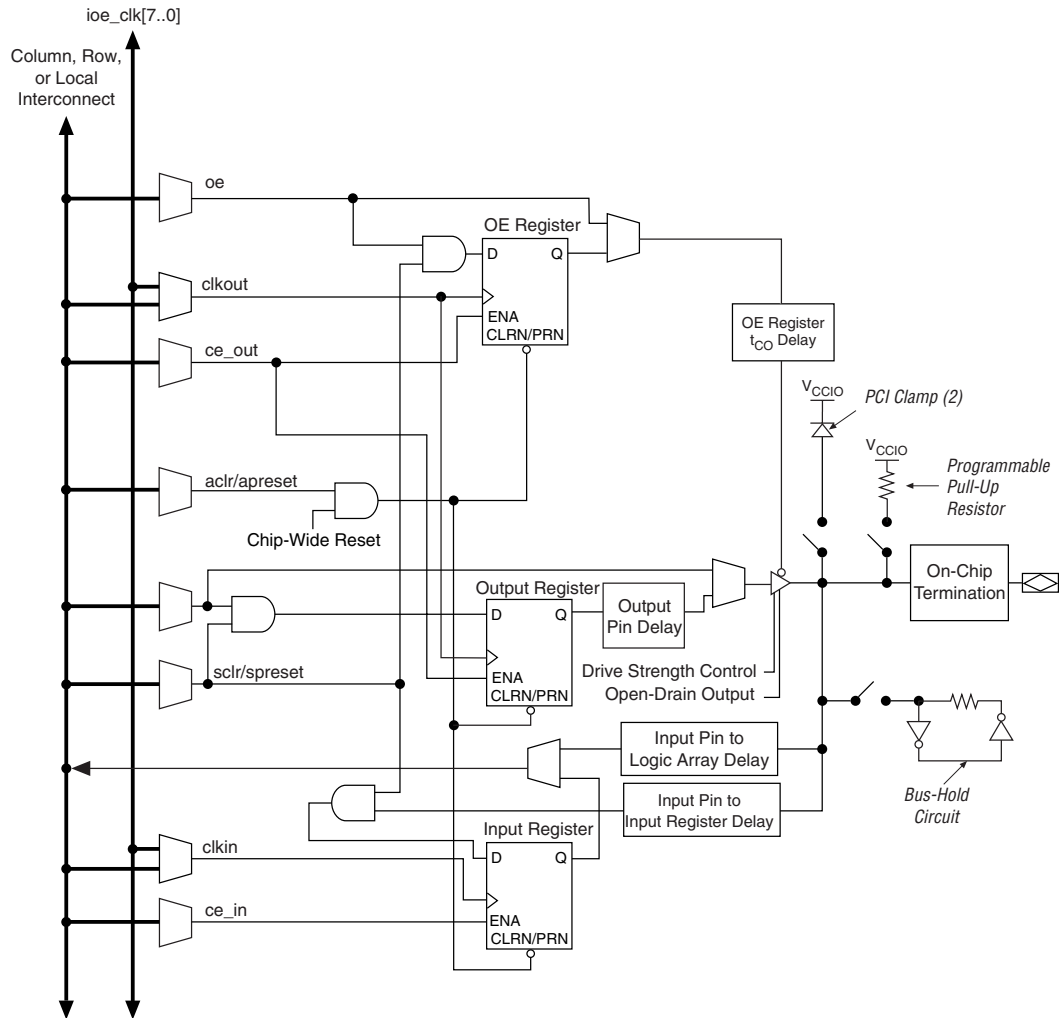 ioe_clk[7..0]
Column, Row,
or Local
Interconnect
oe
OE Register
D Q
clkout
ENA
CLRN/PRN
OE Register
tCO Delay
ce_out
VCCIO
PCI Clamp (2)
VCCIO
Programmable
Pull-Up
Resistor
aclr/apreset
Chip-Wide Reset
Output Register
D Q
ENA
CLRN/PRN
Output
Pin Delay
On-Chip
Termination
sclr/spreset
Drive Strength Control
Open-Drain Output
Input Pin to
Logic Array Delay
Input Pin to
Input Register Delay
Bus-Hold
Circuit
Input Register
D Q
clkin
ENA
CLRN/PRN
ce_in